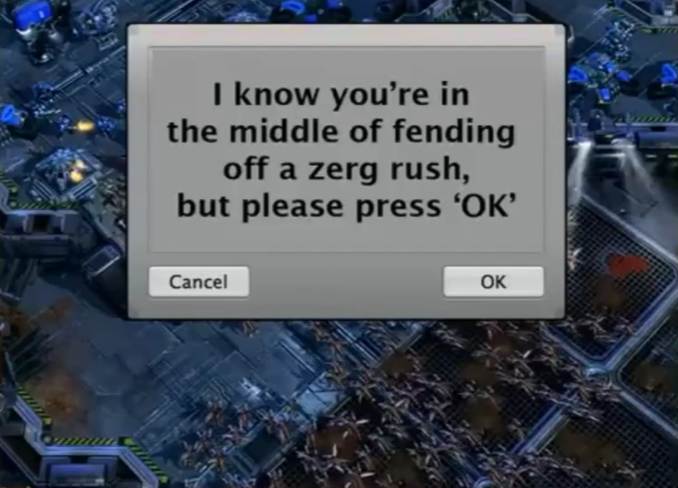 I know you're in
the middle of fending
off a zerg rush,
but please press ‘OK’
Cancel
OK